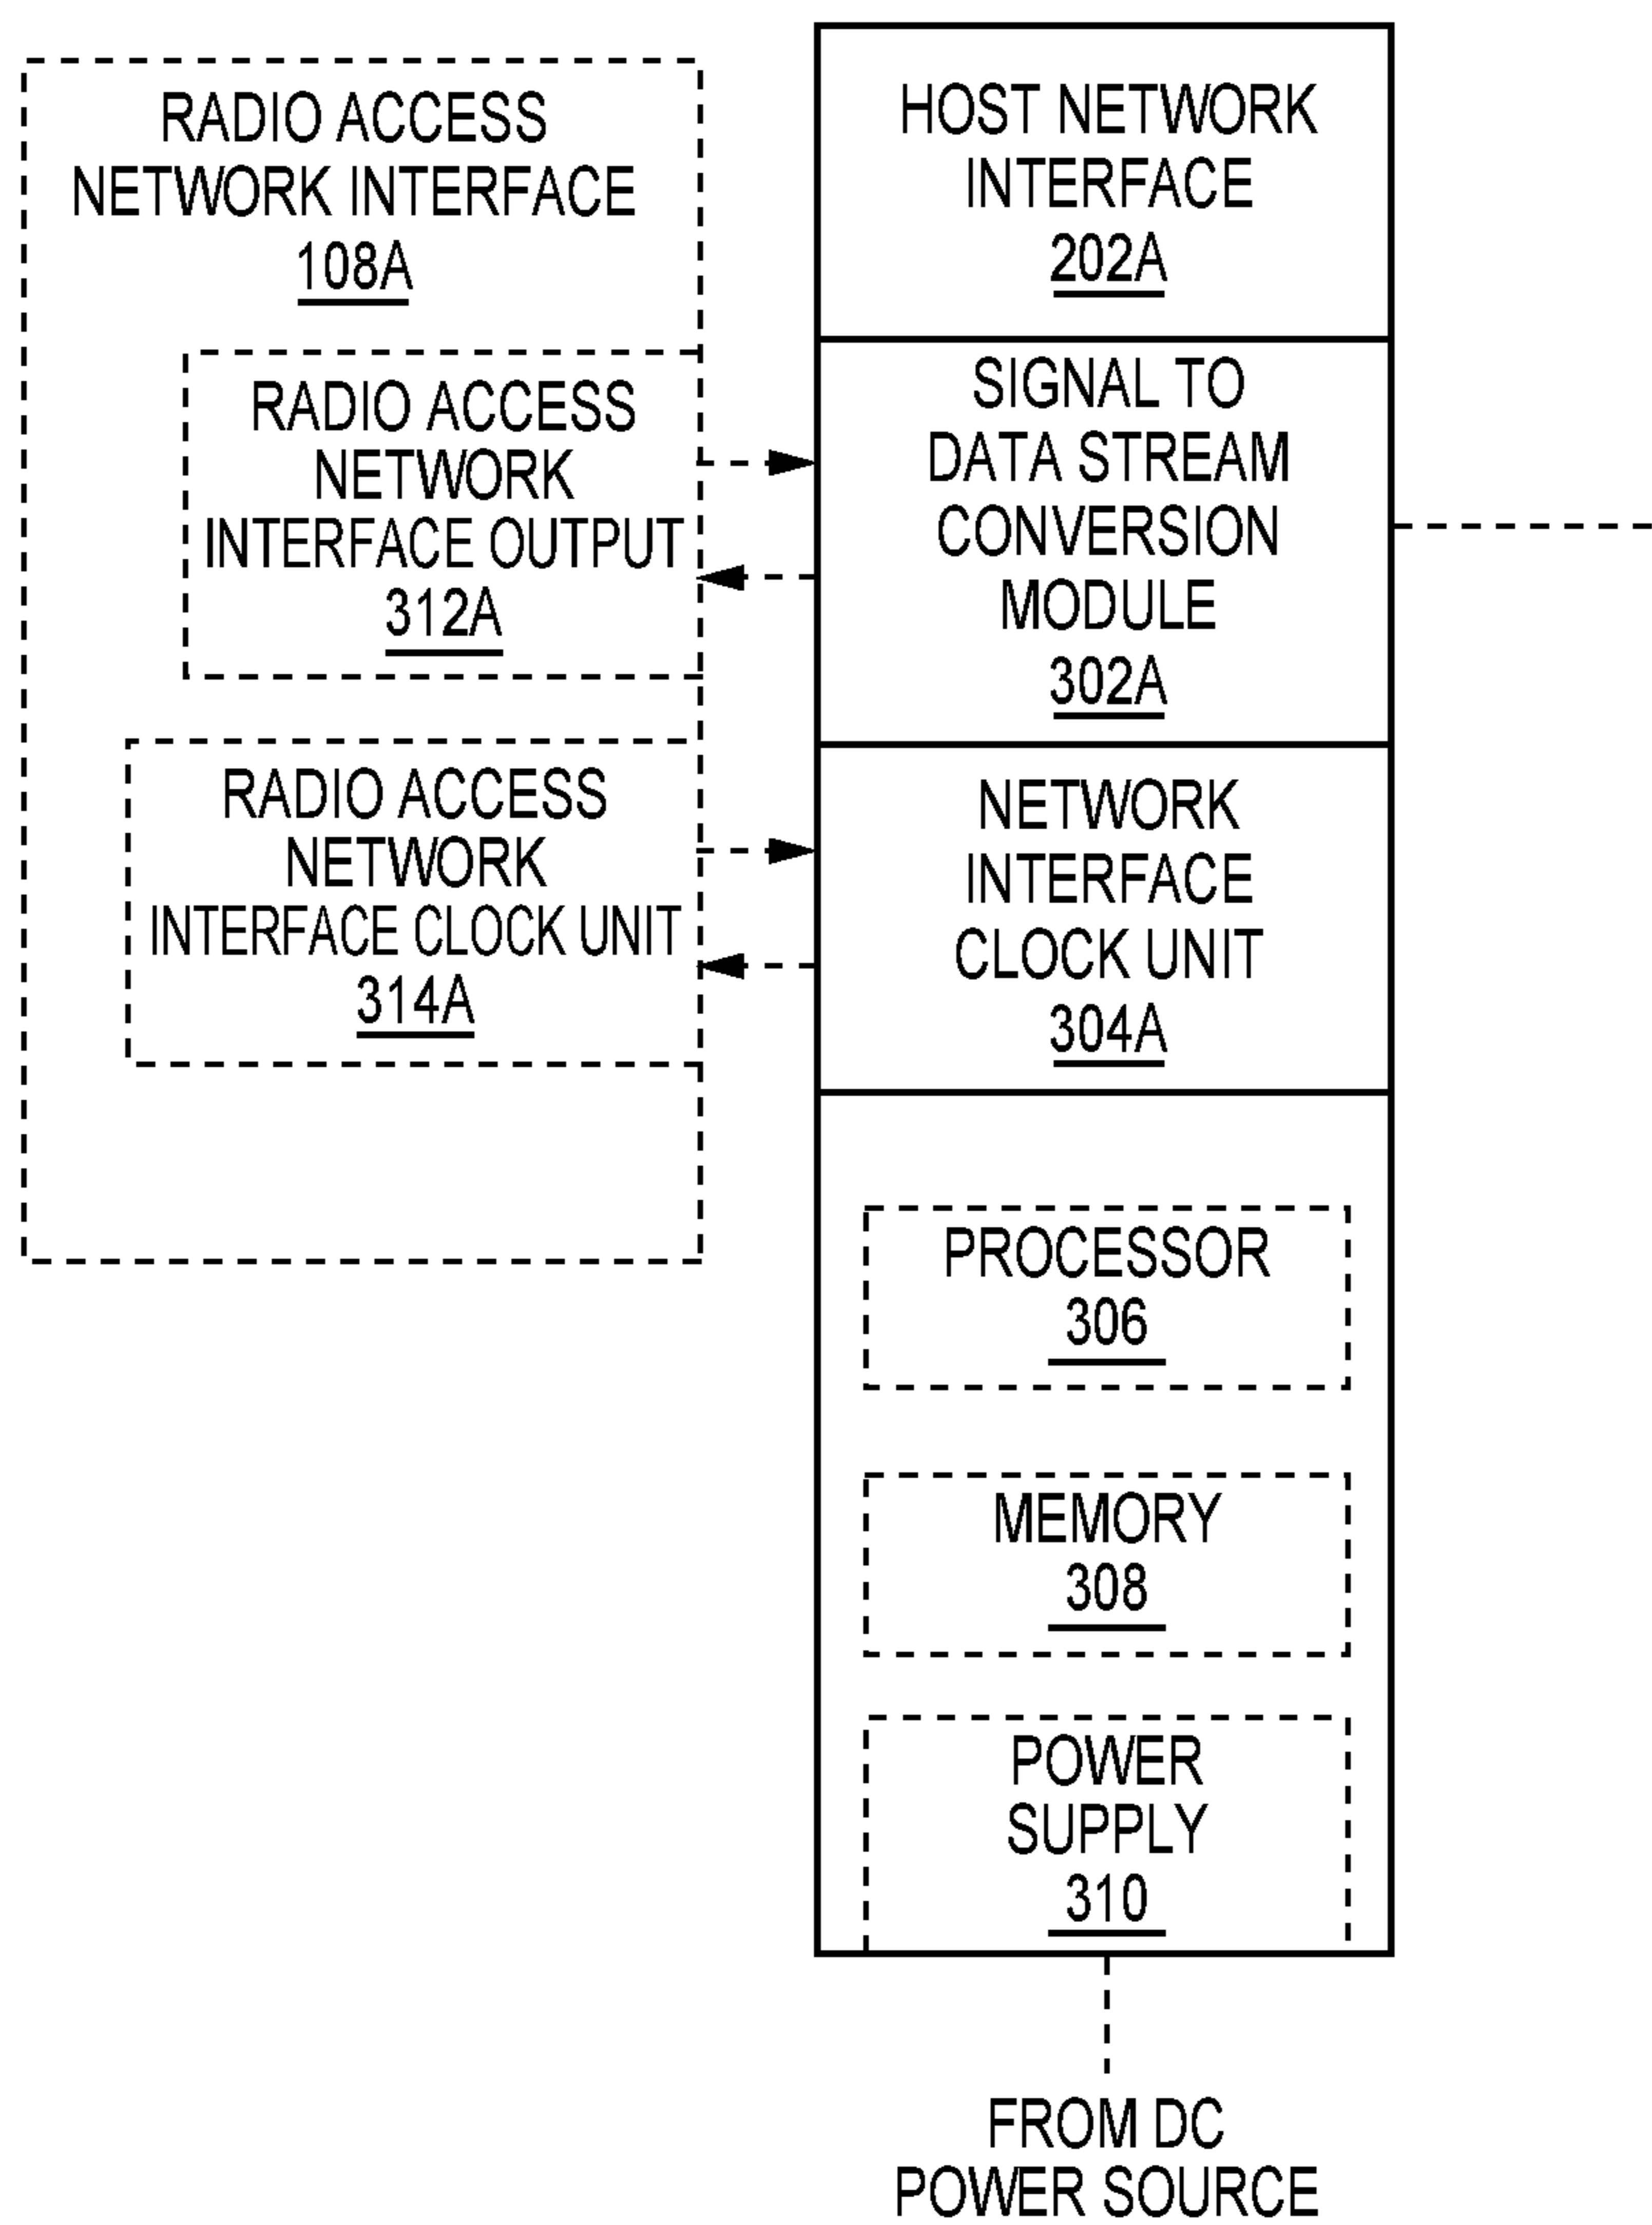 RADIO ACCESS
NETWORK INTERFACE
108A
RADIO ACCESS
NETWORK
INTERFACE OUTPUT
312A
RADIO ACCESS
NETWORK
INTERFACE CLOCK UNIT
314A
HOST NETWORK
INTERFACE
202A
SIGNAL TO
DATA STREAM
CONVERSION
MODULE
302A
NETWORK
INTERFACE
CLOCK UNIT
304A
PROCESSOR
306
MEMORY
308
POWER
SUPPLY
310
FROM DC
POWER SOURCE